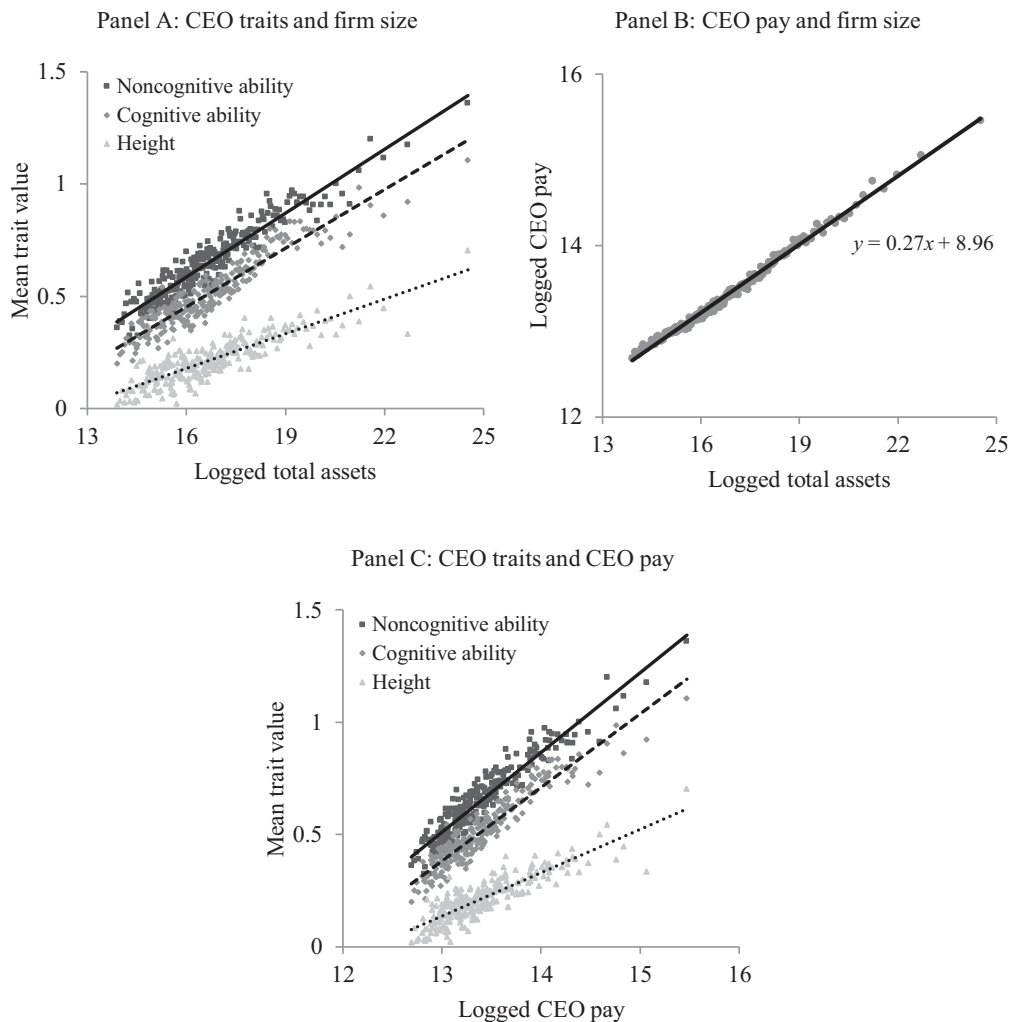 Panel A: CEO traits and firm size
1.5
1
0.5
0
Mean trait value
Noncognitive ability
Cognitive ability
Height
13
16
19
22
25
Logged total assets
Panel B: CEO pay and firm size
16
14
12
Logged CEO pay
y = 0.27x + 8.96
13
16
19
22
25
Logged total assets
Panel C: CEO traits and CEO pay
1.5
1
0.5
0
Mean trait value
Noncognitive ability
Cognitive ability
Height
12
13
14
15
16
Logged CEO pay